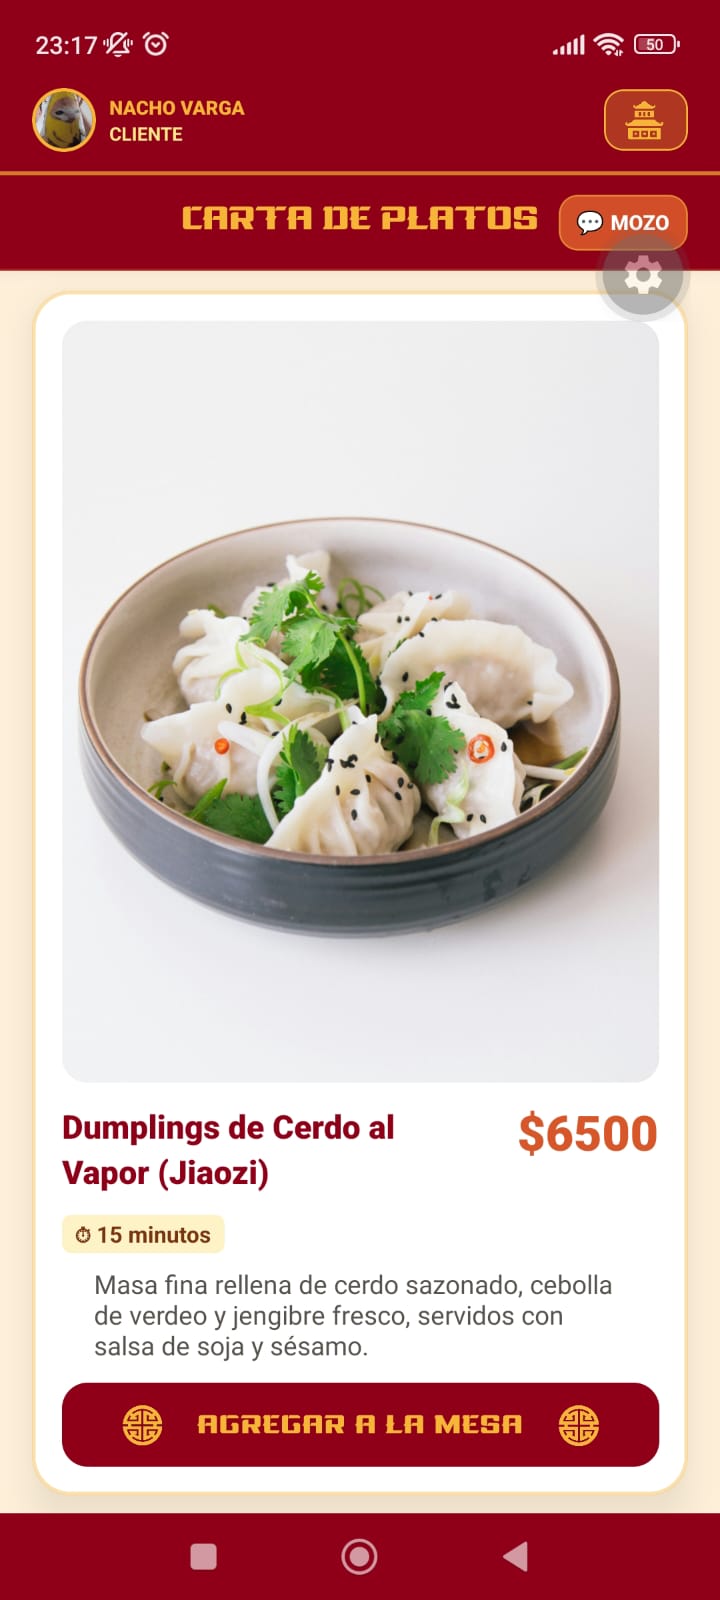 23:17
50
NACHO VARGA
CLIENTE
CARTA DE PLATOS
💬 MOZO
Dumplings de Cerdo al
Vapor (Jiaozi)
$6500
⏱ 15 minutos
Masa fina rellena de cerdo sazonado, cebolla
de verdeo y jengibre fresco, servidos con
salsa de soja y sésamo.
AGREGAR A LA MESA